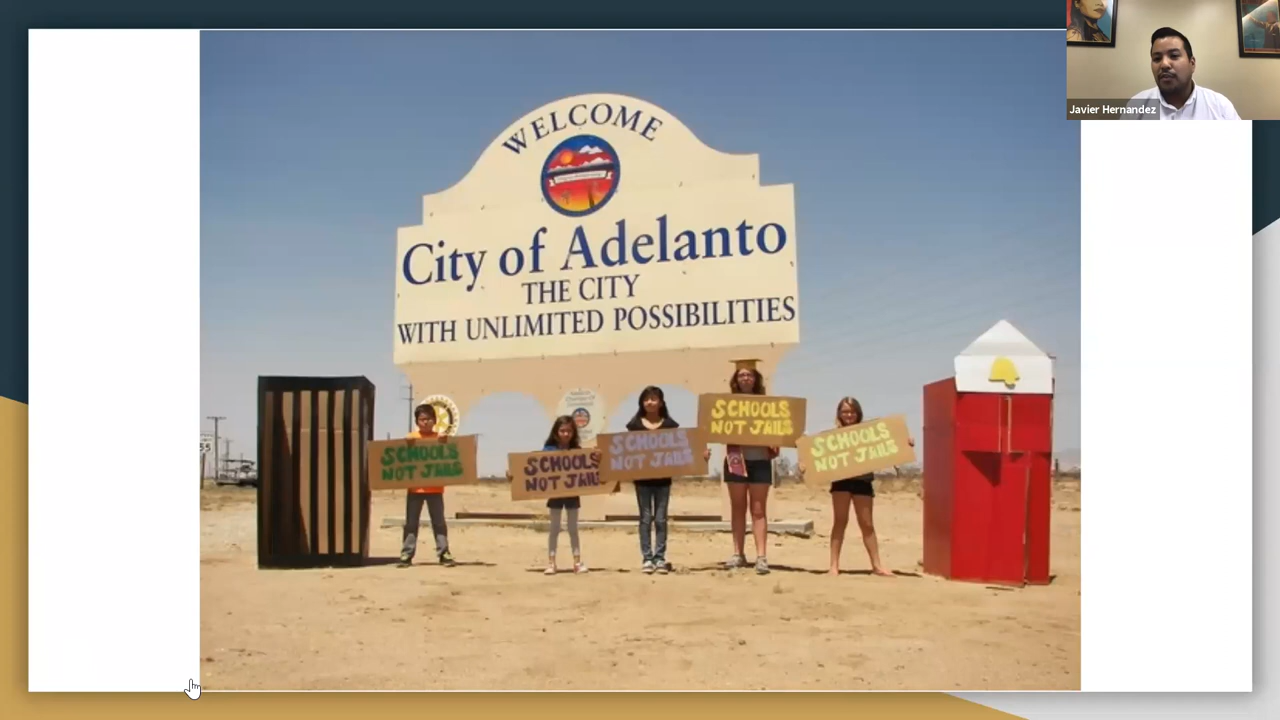 WELCOME
City of Adelanto
THE CITY
WITH UNLIMITED POSSIBILITIES
SCHOOLS
NOT JAILS
SCHOOLS
NOT JAILS
SCHOOLS
NOT JAILS
SCHOOLS
NOT JAILS
SCHOOLS
NOT JAILS
Javier Hernandez